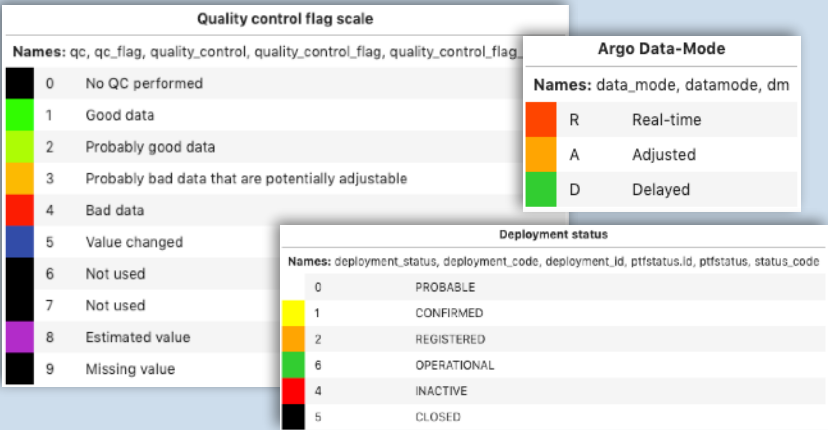 Quality control flag scale
Names: qc, qc_flag, quality_control, quality_control_flag, quality_control_flag_
0 No QC performed
1 Good data
2 Probably good data
3 Probably bad data that are potentially adjustable
4 Bad data
5 Value changed
6 Not used
7 Not used
8 Estimated value
9 Missing value
Argo Data-Mode
Names: data_mode, datamode, dm
R Real-time
A Adjusted
D Delayed
Deployment status
Names: deployment_status, deployment_code, deployment_id, ptfstatus.id, ptfstatus, status_code
0 PROBABLE
1 CONFIRMED
2 REGISTERED
6 OPERATIONAL
4 INACTIVE
5 CLOSED